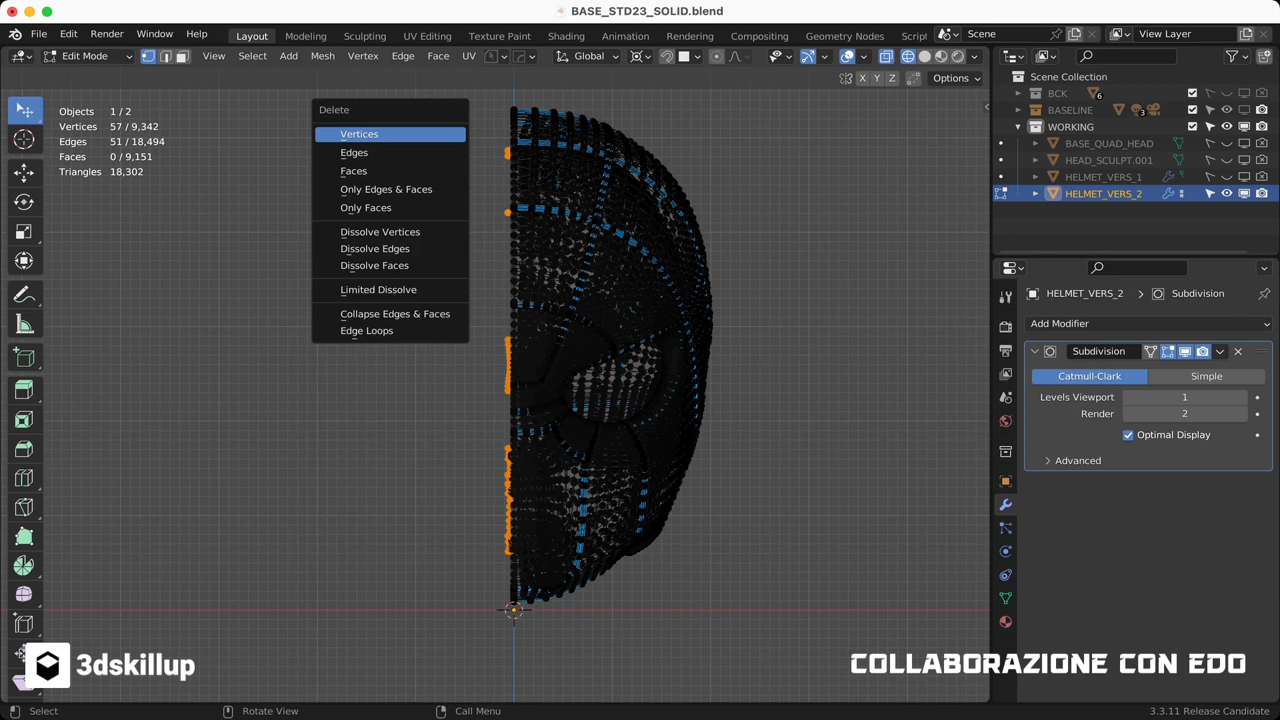 BASE_STD23_SOLID.blend
File Edit Render Window Help Layout Modeling Sculpting UV Editing Texture Paint Shading Animation Rendering Compositing Geometry Nodes Script Scene View Layer
Edit Mode View Select Add Mesh Vertex Edge Face UV Global
X Y Z Options
Scene Collection
BCK 6
BASELINE 3
WORKING
BASE_QUAD_HEAD
HEAD_SCULPT.001
HELMET_VERS_1
HELMET_VERS_2
Objects 1 / 2
Vertices 57 / 9,342
Edges 51 / 18,494
Faces 0 / 9,151
Triangles 18,302
Delete
Vertices
Edges
Faces
Only Edges & Faces
Only Faces
Dissolve Vertices
Dissolve Edges
Dissolve Faces
Limited Dissolve
Collapse Edges & Faces
Edge Loops
HELMET_VERS_2 Subdivision
Add Modifier
Subdivision
Catmull-Clark Simple
Levels Viewport 1
Render 2
Optimal Display
Advanced
3dskillup
COLLABORAZIONE CON EDO
Select Rotate View Call Menu 3.3.11 Release Candidate